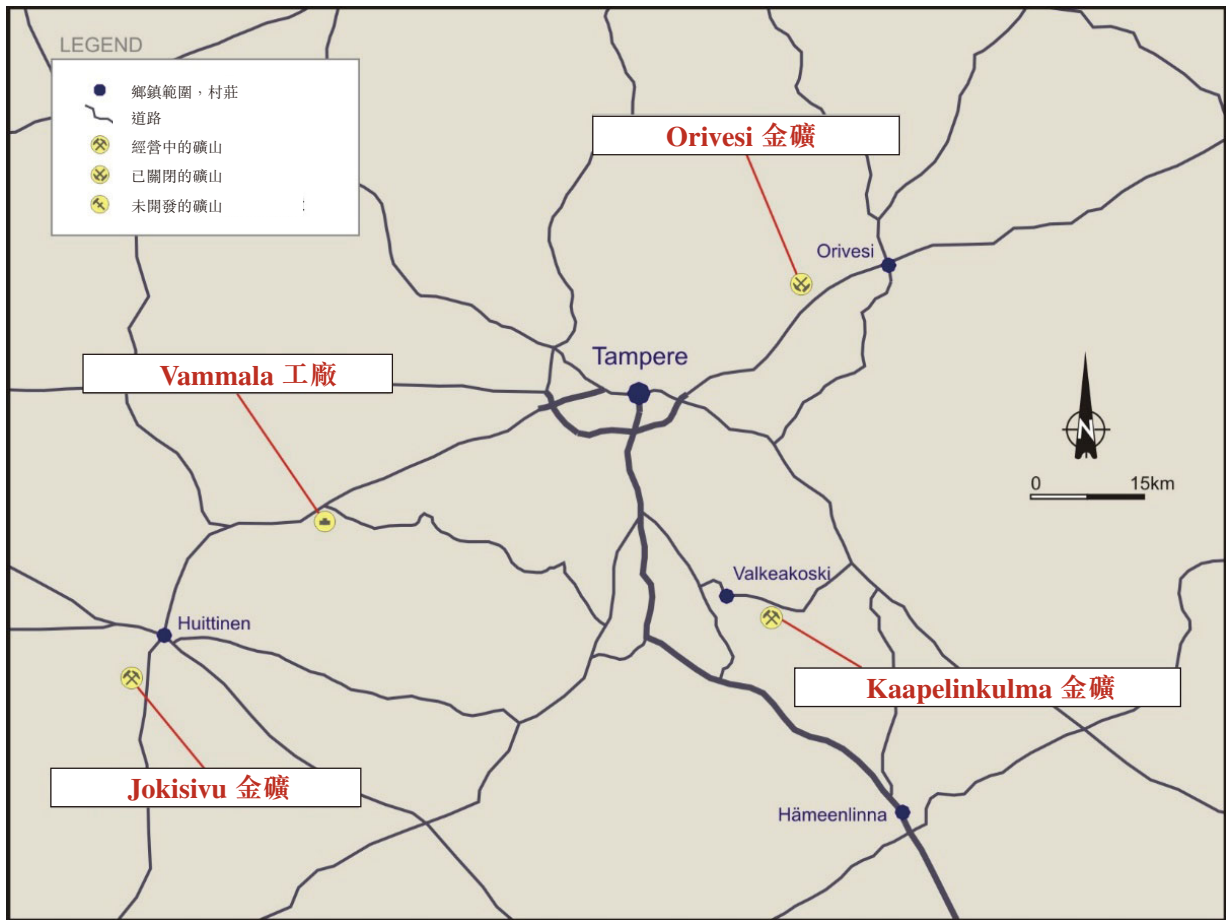 LEGEND
鄉鎮範圍，村莊
道路
經營中的礦山
已關閉的礦山
未開發的礦山
Orivesi 金礦
Orivesi
Tampere
Vammala 工廠
N
0 15km
Valkeakoski
Huittinen
Kaapelinkulma 金礦
Jokisivu 金礦
Hämeenlinna